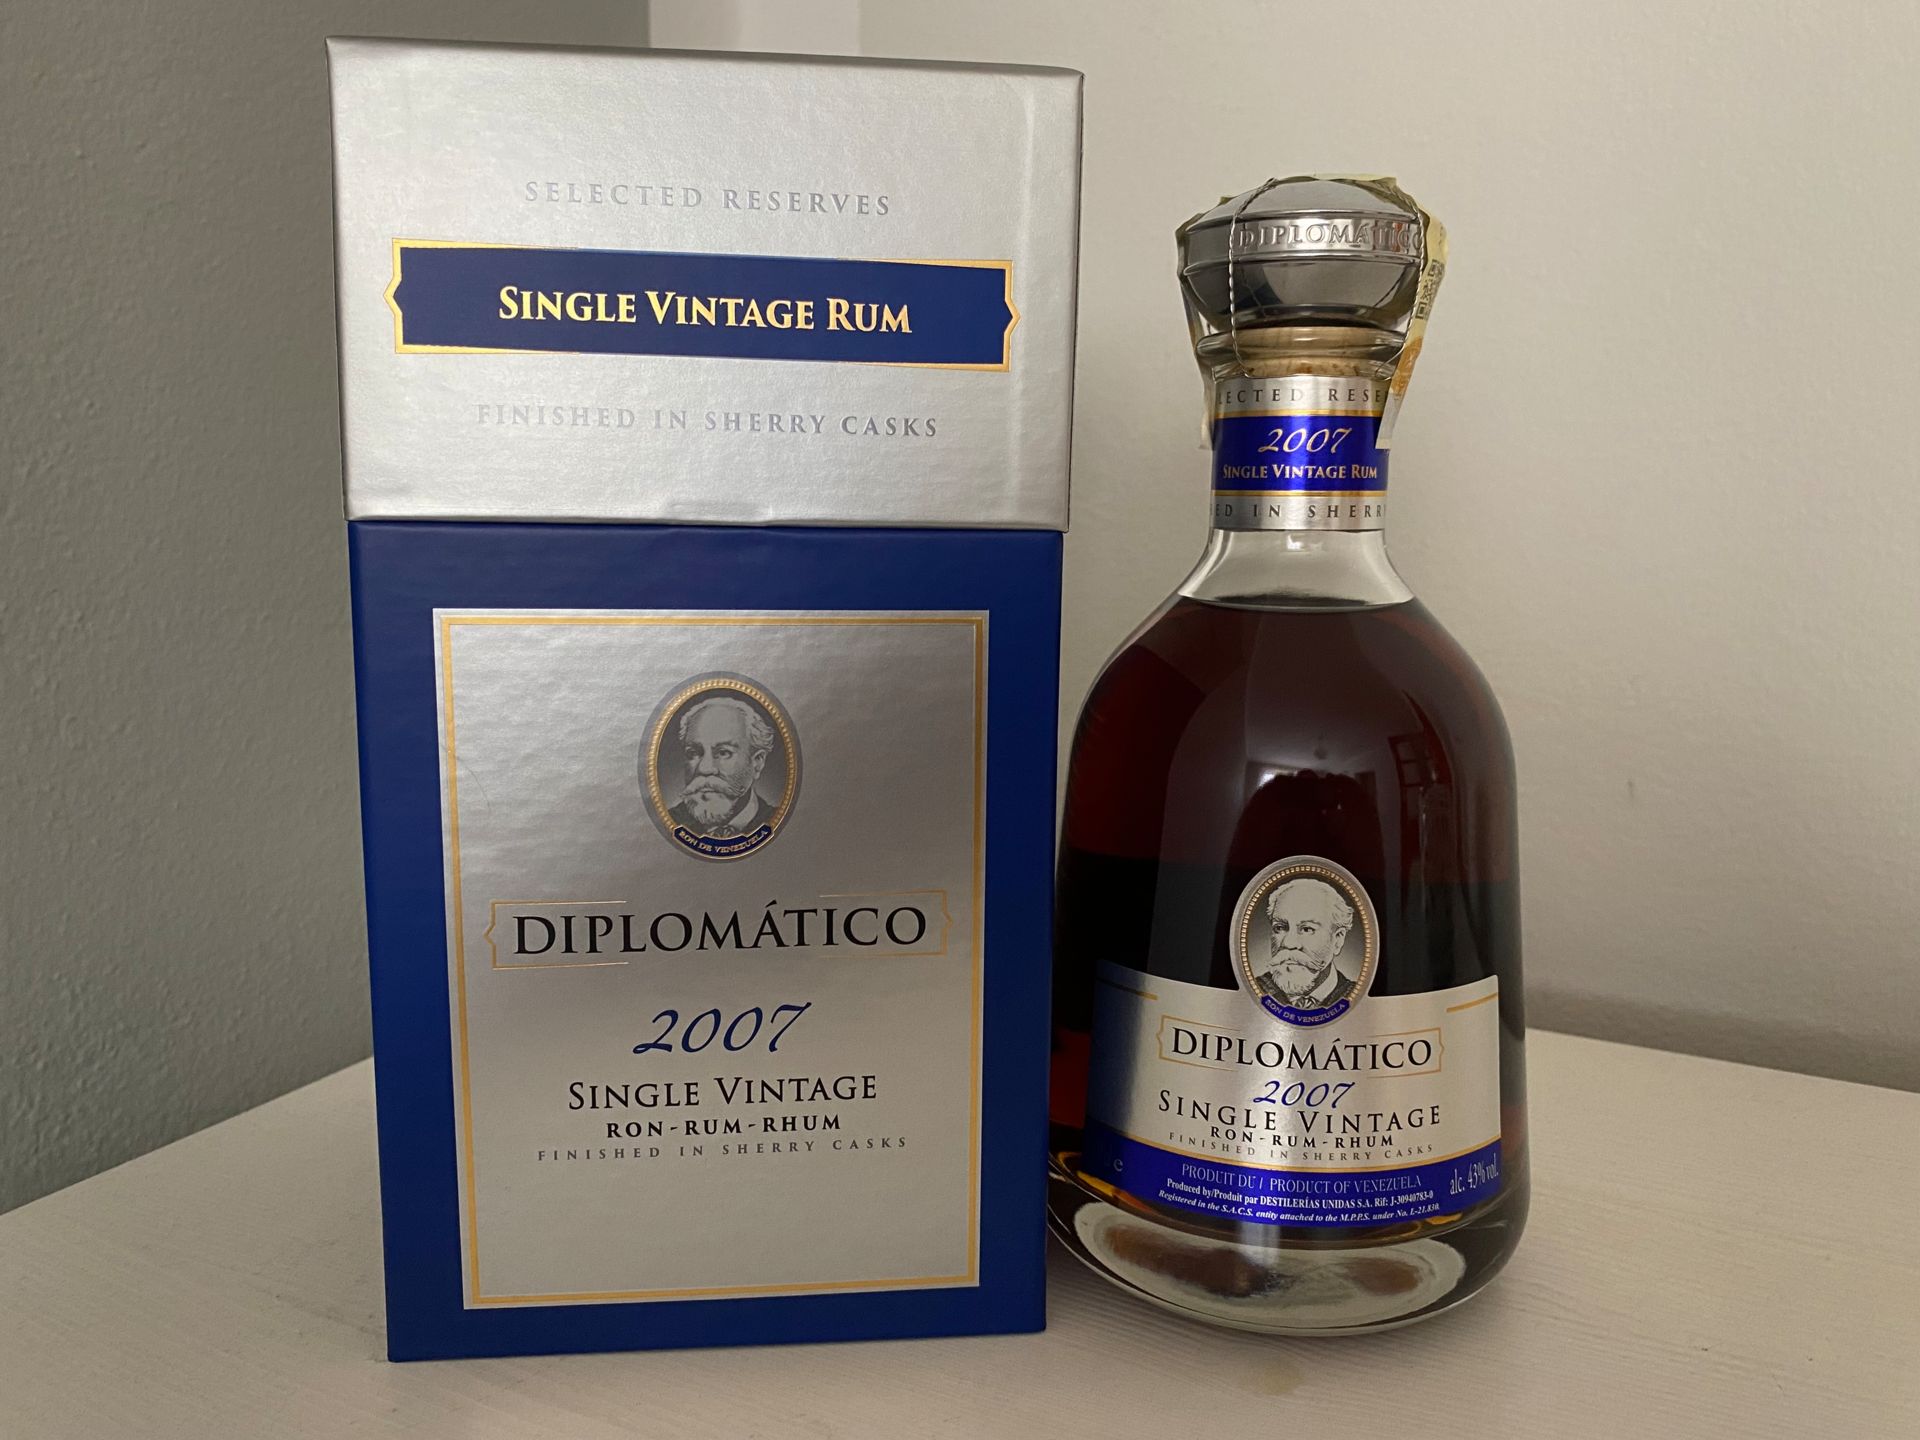 SELECTED RESERVES
SINGLE VINTAGE RUM
FINISHED IN SHERRY CASKS
RON DE VENEZUELA
DIPLOMÁTICO
2007
SINGLE VINTAGE
RON-RUM-RHUM
FINISHED IN SHERRY CASKS
DIPLOMÁTICO
LECTED RESE
2007
SINGLE VINTAGE RUM
ED IN SHERR
RON DE VENEZUELA
DIPLOMÁTICO
2007
SINGLE VINTAGE
RON-RUM-RHUM
FINISHED IN SHERRY CASKS
e
PRODUIT DU / PRODUCT OF VENEZUELA
alc. 43% vol.
Produced by/Produit par DESTILERÍAS UNIDAS S.A. Rif: J-30940783-0
Registered in the S.A.C.S. entity attached to the M.P.P.S. under No. L-21.830.